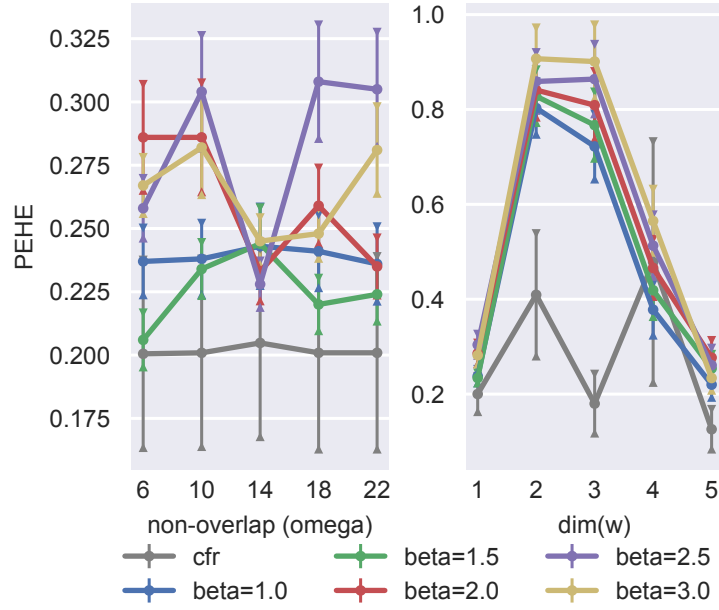 PEHE
0.325
0.300
0.275
0.250
0.225
0.200
0.175
1.0
0.8
0.6
0.4
0.2
6 10 14 18 22
1 2 3 4 5
non-overlap (omega)
dim(w)
cfr beta=1.5 beta=2.5
beta=1.0 beta=2.0 beta=3.0